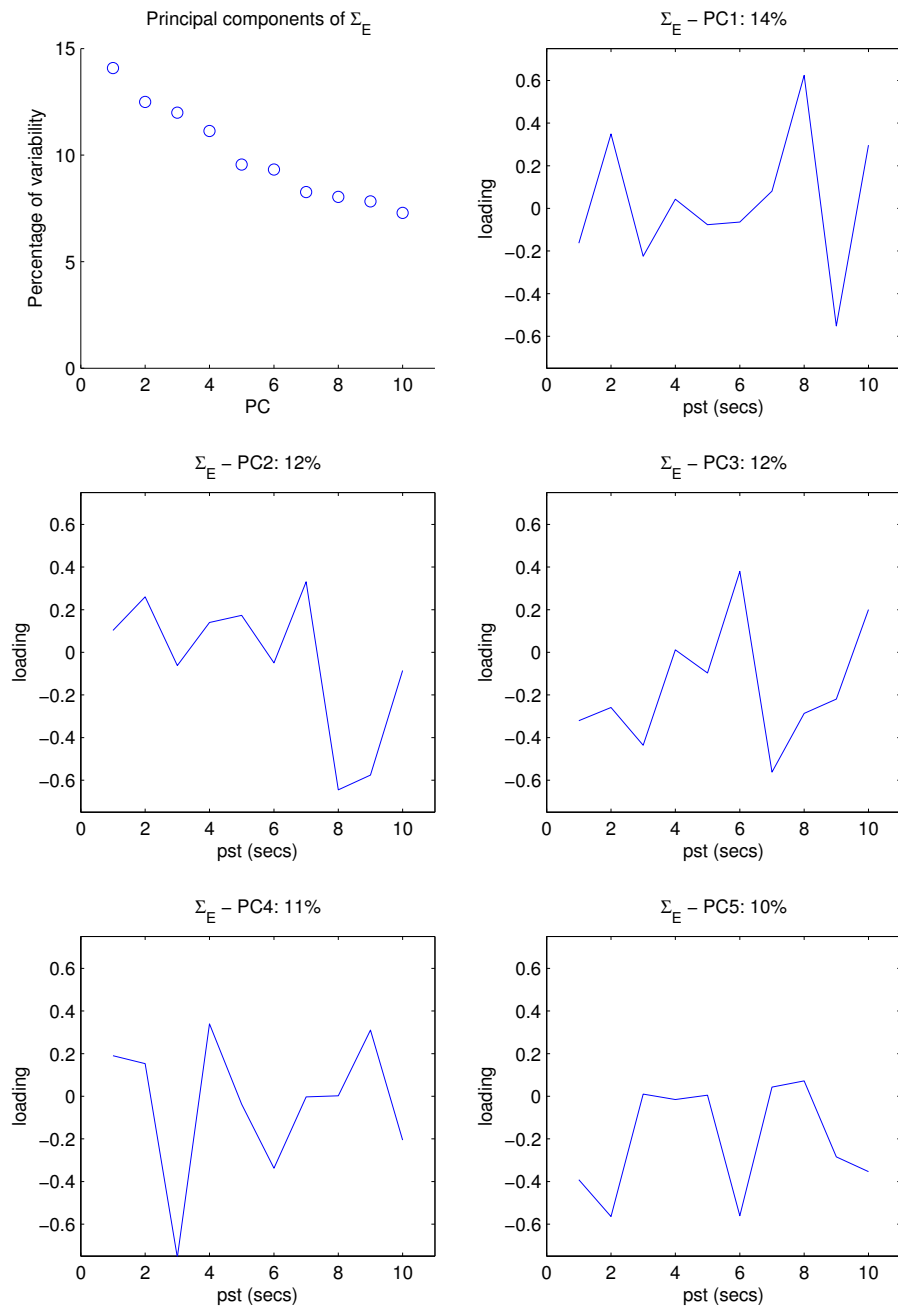 Principal components of Σ_E
15
10
5
0
Percentage of variability
0 2 4 6 8 10
PC
Σ_E − PC1: 14%
0.6
0.4
0.2
0
−0.2
−0.4
−0.6
loading
0 2 4 6 8 10
pst (secs)
Σ_E − PC2: 12%
0.6
0.4
0.2
0
−0.2
−0.4
−0.6
loading
0 2 4 6 8 10
pst (secs)
Σ_E − PC3: 12%
0.6
0.4
0.2
0
−0.2
−0.4
−0.6
loading
0 2 4 6 8 10
pst (secs)
Σ_E − PC4: 11%
0.6
0.4
0.2
0
−0.2
−0.4
−0.6
loading
0 2 4 6 8 10
pst (secs)
Σ_E − PC5: 10%
0.6
0.4
0.2
0
−0.2
−0.4
−0.6
loading
0 2 4 6 8 10
pst (secs)